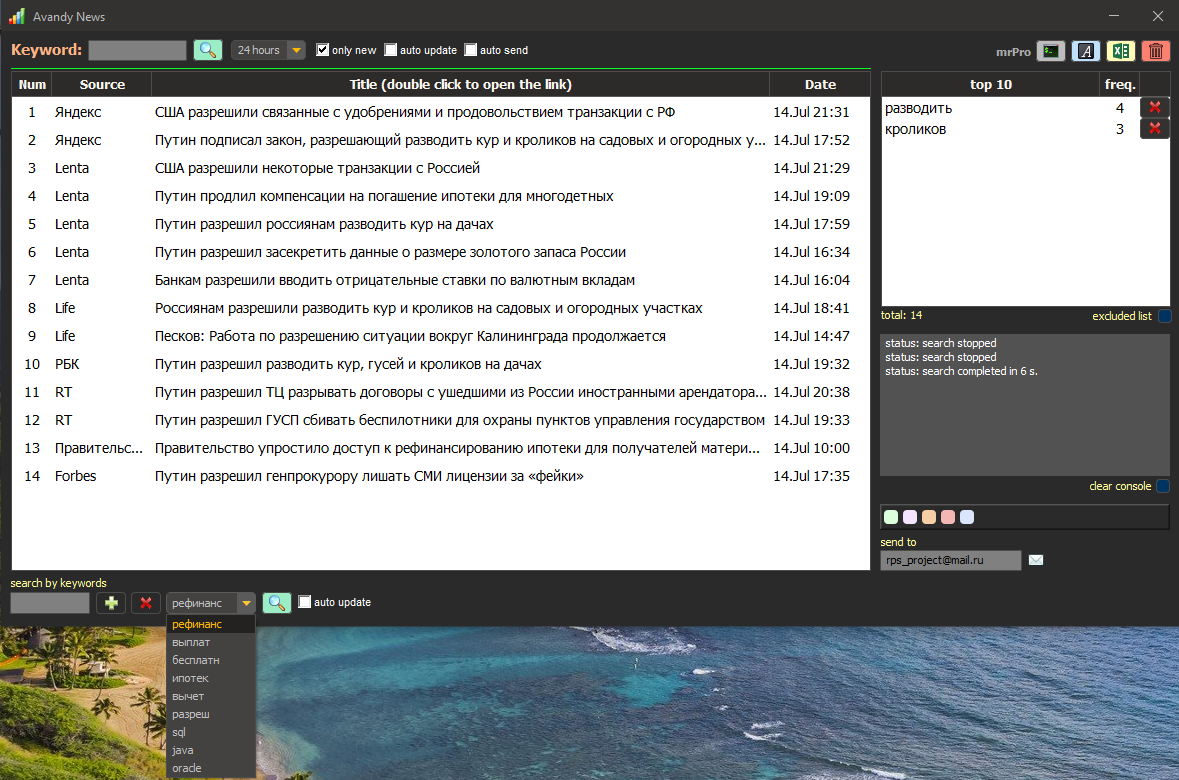 Avandy News
Keyword: 24 hours only new auto update auto send mrPro
Num Source Title (double click to open the link) Date
1 Яндекс США разрешили связанные с удобрениями и продовольствием транзакции с РФ 14.Jul 21:31
2 Яндекс Путин подписал закон, разрешающий разводить кур и кроликов на садовых и огородных у... 14.Jul 17:52
3 Lenta США разрешили некоторые транзакции с Россией 14.Jul 21:29
4 Lenta Путин продлил компенсации на погашение ипотеки для многодетных 14.Jul 19:09
5 Lenta Путин разрешил россиянам разводить кур на дачах 14.Jul 17:59
6 Lenta Путин разрешил засекретить данные о размере золотого запаса России 14.Jul 16:34
7 Lenta Банкам разрешили вводить отрицательные ставки по валютным вкладам 14.Jul 16:04
8 Life Россиянам разрешили разводить кур и кроликов на садовых и огородных участках 14.Jul 18:41
9 Life Песков: Работа по разрешению ситуации вокруг Калининграда продолжается 14.Jul 14:47
10 РБК Путин разрешил разводить кур, гусей и кроликов на дачах 14.Jul 19:32
11 RT Путин разрешил ТЦ разрывать договоры с ушедшими из России иностранными арендатора... 14.Jul 20:38
12 RT Путин разрешил ГУСП сбивать беспилотники для охраны пунктов управления государством 14.Jul 19:33
13 Правительс... Правительство упростило доступ к рефинансированию ипотеки для получателей матери... 14.Jul 10:00
14 Forbes Путин разрешил генпрокурору лишать СМИ лицензии за «фейки» 14.Jul 17:35
top 10 freq.
разводить 4
кроликов 3
total: 14 excluded list
status: search stopped
status: search stopped
status: search completed in 6 s.
clear console
send to
rps_project@mail.ru
search by keywords
рефинанс auto update
рефинанс
выплат
бесплатн
ипотек
вычет
разреш
sql
java
oracle